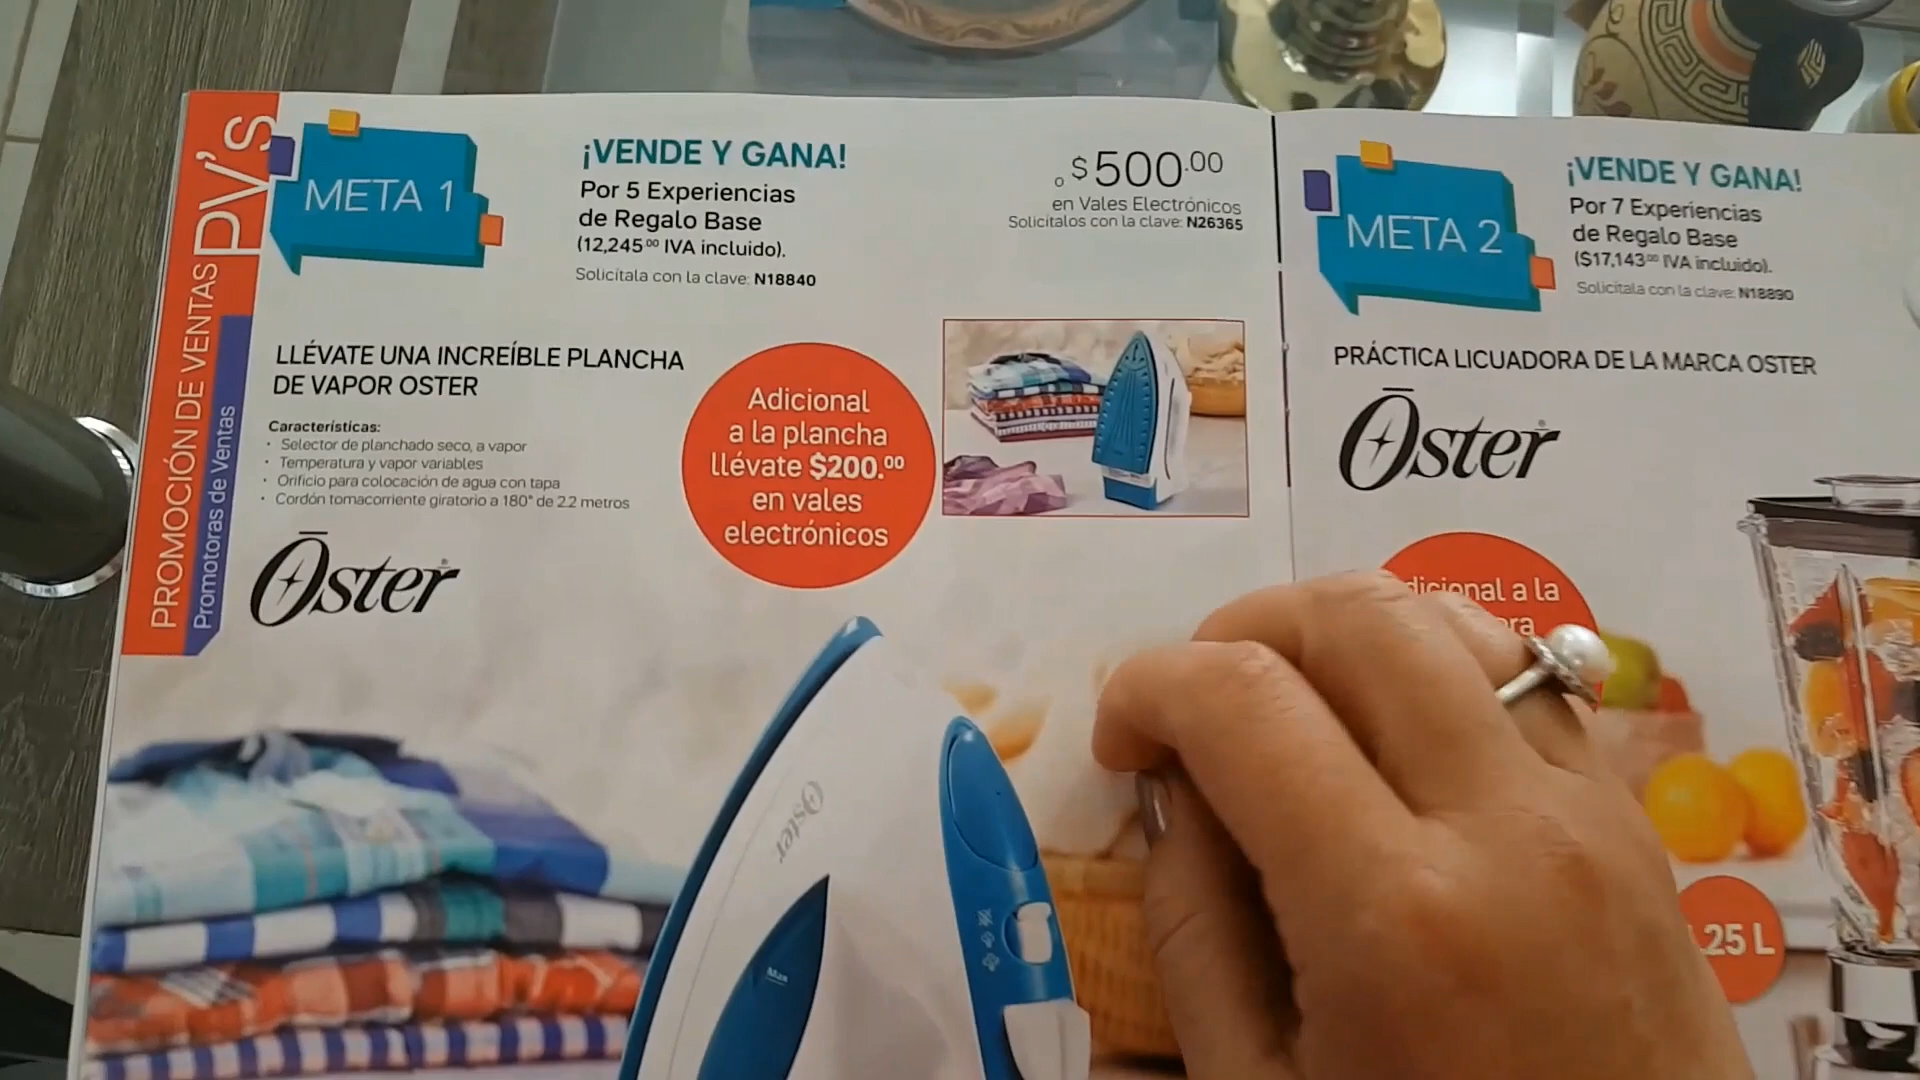 PROMOCIÓN DE VENTAS PV's
Promotoras de Ventas
META 1
¡VENDE Y GANA!
Por 5 Experiencias
de Regalo Base
(12,245.00 IVA incluido).
Solicítala con la clave: N18840
o $500.00
en Vales Electrónicos
Solicítalos con la clave: N26365
LLÉVATE UNA INCREÍBLE PLANCHA
DE VAPOR OSTER
Características:
• Selector de planchado seco, a vapor
• Temperatura y vapor variables
• Orificio para colocación de agua con tapa
• Cordón tomacorriente giratorio a 180° de 2.2 metros
Oster
Adicional
a la plancha
llévate $200.00
en vales
electrónicos
Oster
Max
META 2
¡VENDE Y GANA!
Por 7 Experiencias
de Regalo Base
($17,143.00 IVA incluido).
Solicítala con la clave: N18890
PRÁCTICA LICUADORA DE LA MARCA OSTER
Oster
dicional a la
ra
.25 L